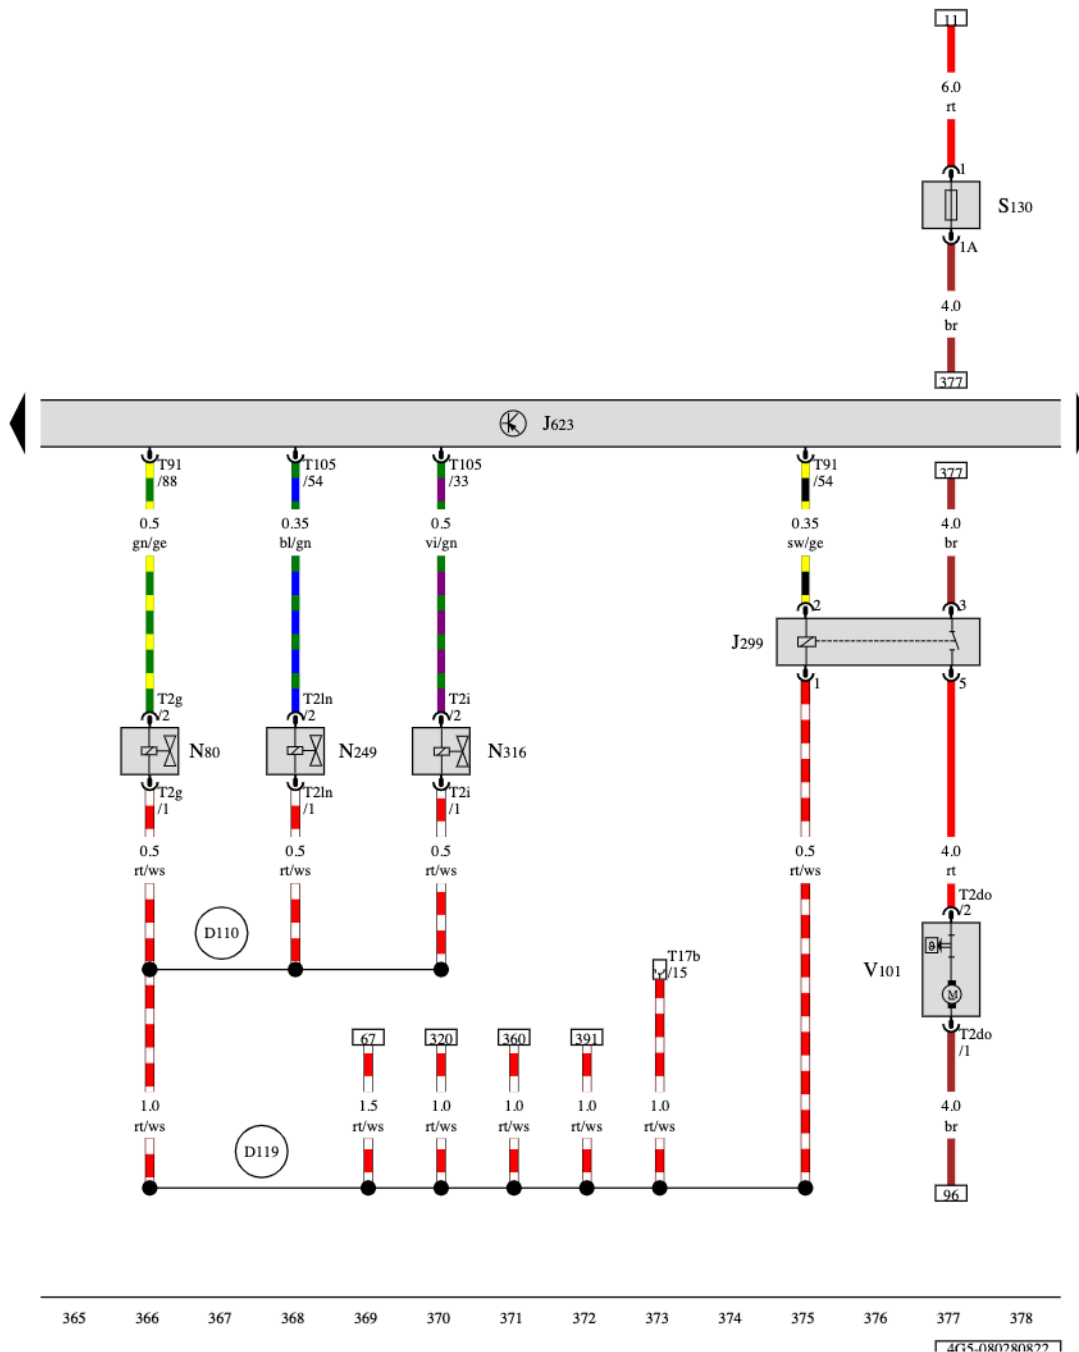 11
6.0
rt
1
S130
1A
4.0
br
377
J623
T91
/88
T105
/54
T105
/33
T91
/54
377
0.5
gn/ge
0.35
bl/gn
0.5
vi/gn
0.35
sw/ge
4.0
br
2
3
J299
1
5
T2g
/2
T2ln
/2
T2i
/2
N80
N249
N316
T2g
/1
T2ln
/1
T2i
/1
0.5
rt/ws
0.5
rt/ws
0.5
rt/ws
0.5
rt/ws
4.0
rt
T2do
/2
D110
T17b
/15
V101
M
67
320
360
391
T2do
/1
1.0
rt/ws
1.5
rt/ws
1.0
rt/ws
1.0
rt/ws
1.0
rt/ws
1.0
rt/ws
4.0
br
D119
96
365 366 367 368 369 370 371 372 373 374 375 376 377 378
4G5-080280822